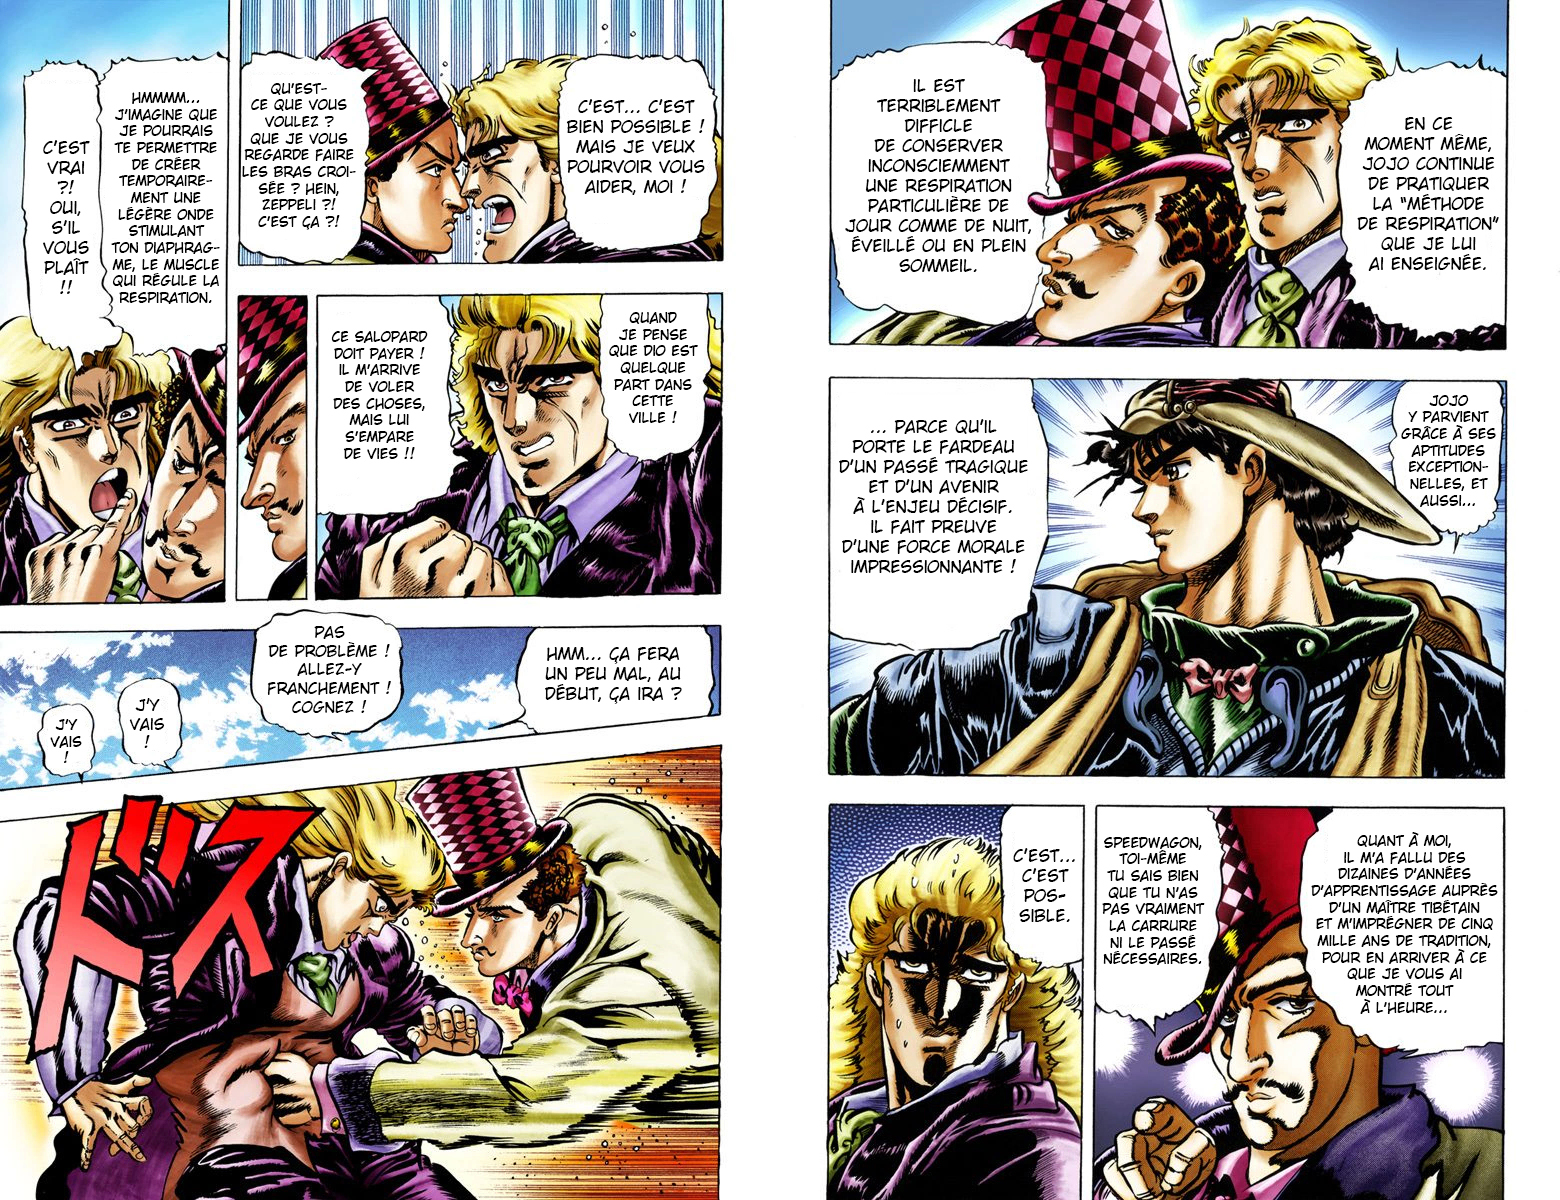 EN CE
MOMENT MÊME,
JOJO CONTINUE
DE PRATIQUER
LA "MÉTHODE
DE RESPIRATION"
QUE JE LUI
AI ENSEIGNÉE.
IL EST
TERRIBLEMENT
DIFFICLE
DE CONSERVER
INCONSCIEMMENT
UNE RESPIRATION
PARTICULIÈRE DE
JOUR COMME DE NUIT,
ÉVEILLÉ OU EN PLEIN
SOMMEIL.
JOJO
Y PARVIENT
GRÂCE À SES
APTITUDES
EXCEPTION-
NELLES, ET
AUSSI...
... PARCE QU'IL
PORTE LE FARDEAU
D'UN PASSÉ TRAGIQUE
ET D'UN AVENIR
À L'ENJEU DÉCISIF.
IL FAIT PREUVE
D'UNE FORCE MORALE
IMPRESSIONNANTE !
QUANT À MOI,
IL M'A FALLU DES
DIZAINES D'ANNÉES
D'APPRENTISSAGE AUPRÈS
D'UN MAÎTRE TIBÉTAIN
ET M'IMPRÉGNER DE CINQ
MILLE ANS DE TRADITION,
POUR EN ARRIVER À
CE QUE JE VOUS AI
MONTRÉ TOUT
À L'HEURE...
SPEEDWAGON,
TOI-MÊME
TU SAIS BIEN
QUE TU N'AS
PAS VRAIMENT
LA CARRURE
NI LE PASSÉ
NÉCESSAIRES.
C'EST...
C'EST
POS-
SIBLE.
C'EST... C'EST
BIEN POSSIBLE !
MAIS JE VEUX
POURVOIR VOUS
AIDER, MOI !
QU'EST-
CE QUE VOUS
VOULEZ ?
QUE JE VOUS
REGARDE FAIRE
LES BRAS CROI-
SÉE ? HEIN,
ZEPPELI ?!
C'EST ÇA ?!
QUAND
JE PENSE
QUE DIO EST
QUELQUE
PART DANS
CETTE
VILLE !
CE SALOPARD
DOIT PAYER !
IL M'ARRIVE
DE VOLER
DES CHOSES,
MAIS LUI
S'EMPARE
DE VIES !!
HMMMM...
J'IMAGINE QUE
JE POURRAIS
TE PERMETTRE
DE CRÉER
TEMPORAIRE-
MENT UNE
LÉGÈRE ONDE
STIMULANT
TON DIAPHRAG-
ME, LE MUSCLE
QUI RÉGULE LA
RESPIRATION.
C'EST
VRAI
?!
OUI,
S'IL
VOUS
PLAÎT
!!
HMM... ÇA FERA
UN PEU MAL, AU
DÉBUT, ÇA IRA ?
PAS
DE PROBLÈME !
ALLEZ-Y
FRANCHEMENT !
COGNEZ !
J'Y
VAIS
!
J'Y
VAIS
!
ドス